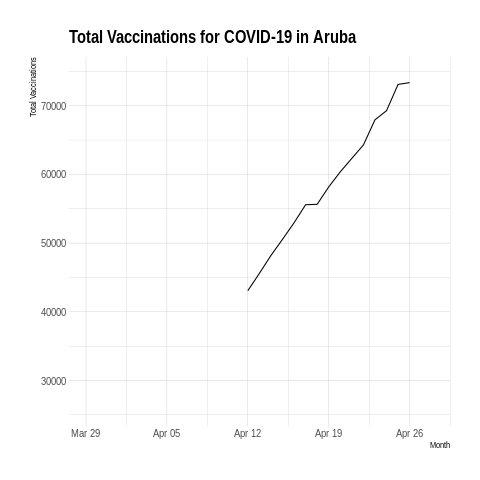 Total Vaccinations for COVID-19 in Aruba
Total Vaccinations
70000
60000
50000
40000
30000
Mar 29 Apr 05 Apr 12 Apr 19 Apr 26
Month